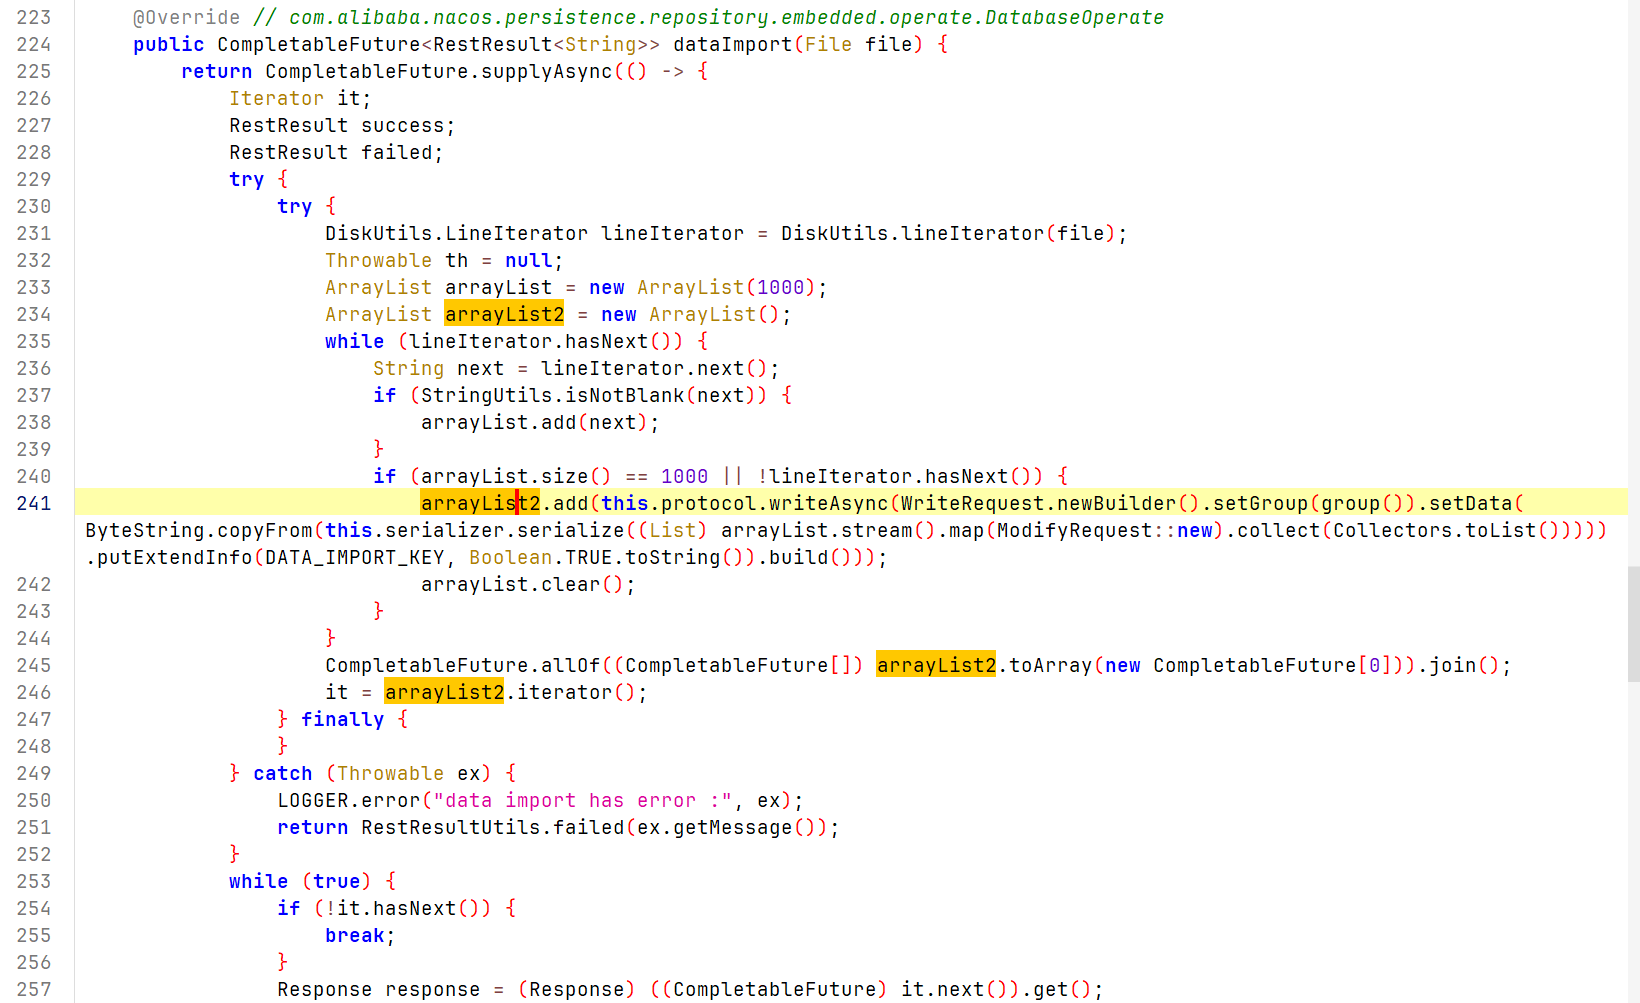 223 @Override // com.alibaba.nacos.persistence.repository.embedded.operate.DatabaseOperate
224 public CompletableFuture<RestResult<String>> dataImport(File file) {
225 return CompletableFuture.supplyAsync(() -> {
226 Iterator it;
227 RestResult success;
228 RestResult failed;
229 try {
230 try {
231 DiskUtils.LineIterator lineIterator = DiskUtils.lineIterator(file);
232 Throwable th = null;
233 ArrayList arrayList = new ArrayList(1000);
234 ArrayList arrayList2 = new ArrayList();
235 while (lineIterator.hasNext()) {
236 String next = lineIterator.next();
237 if (StringUtils.isNotBlank(next)) {
238 arrayList.add(next);
239 }
240 if (arrayList.size() == 1000 || !lineIterator.hasNext()) {
241 arrayList2.add(this.protocol.writeAsync(WriteRequest.newBuilder().setGroup(group()).setData(
ByteString.copyFrom(this.serializer.serialize((List) arrayList.stream().map(ModifyRequest::new).collect(Collectors.toList()))))
.putExtendInfo(DATA_IMPORT_KEY, Boolean.TRUE.toString()).build()));
242 arrayList.clear();
243 }
244 }
245 CompletableFuture.allOf((CompletableFuture[]) arrayList2.toArray(new CompletableFuture[0])).join();
246 it = arrayList2.iterator();
247 } finally {
248 }
249 } catch (Throwable ex) {
250 LOGGER.error("data import has error :", ex);
251 return RestResultUtils.failed(ex.getMessage());
252 }
253 while (true) {
254 if (!it.hasNext()) {
255 break;
256 }
257 Response response = (Response) ((CompletableFuture) it.next()).get();